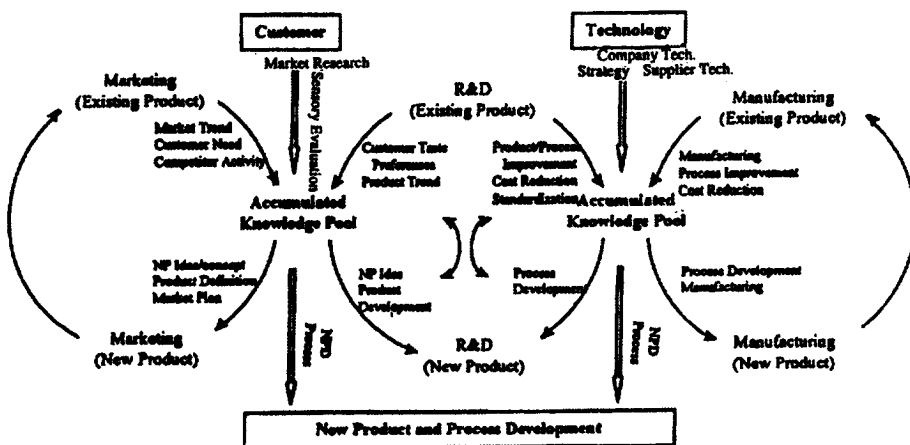 Customer
Technology
Market Research
Company Tech.
Strategy Supplier Tech.
Sensory Evaluation
Marketing
(Existing Product)
R&D
(Existing Product)
Manufacturing
(Existing Product)
Market Trend
Customer Need
Competitor Activity
Customer Taste
Preferences
Product Trend
Product/Process
Improvement
Cost Reduction
Standardization
Manufacturing
Process Improvement
Cost Reduction
Accumulated
Knowledge Pool
Accumulated
Knowledge Pool
NP Idea/concept
Product Definition
Market Plan
NP Idea
Product
Development
Process
Development
Process Development
Manufacturing
Marketing
(New Product)
NPD
Process
R&D
(New Product)
NPD
Process
Manufacturing
(New Product)
New Product and Process Development